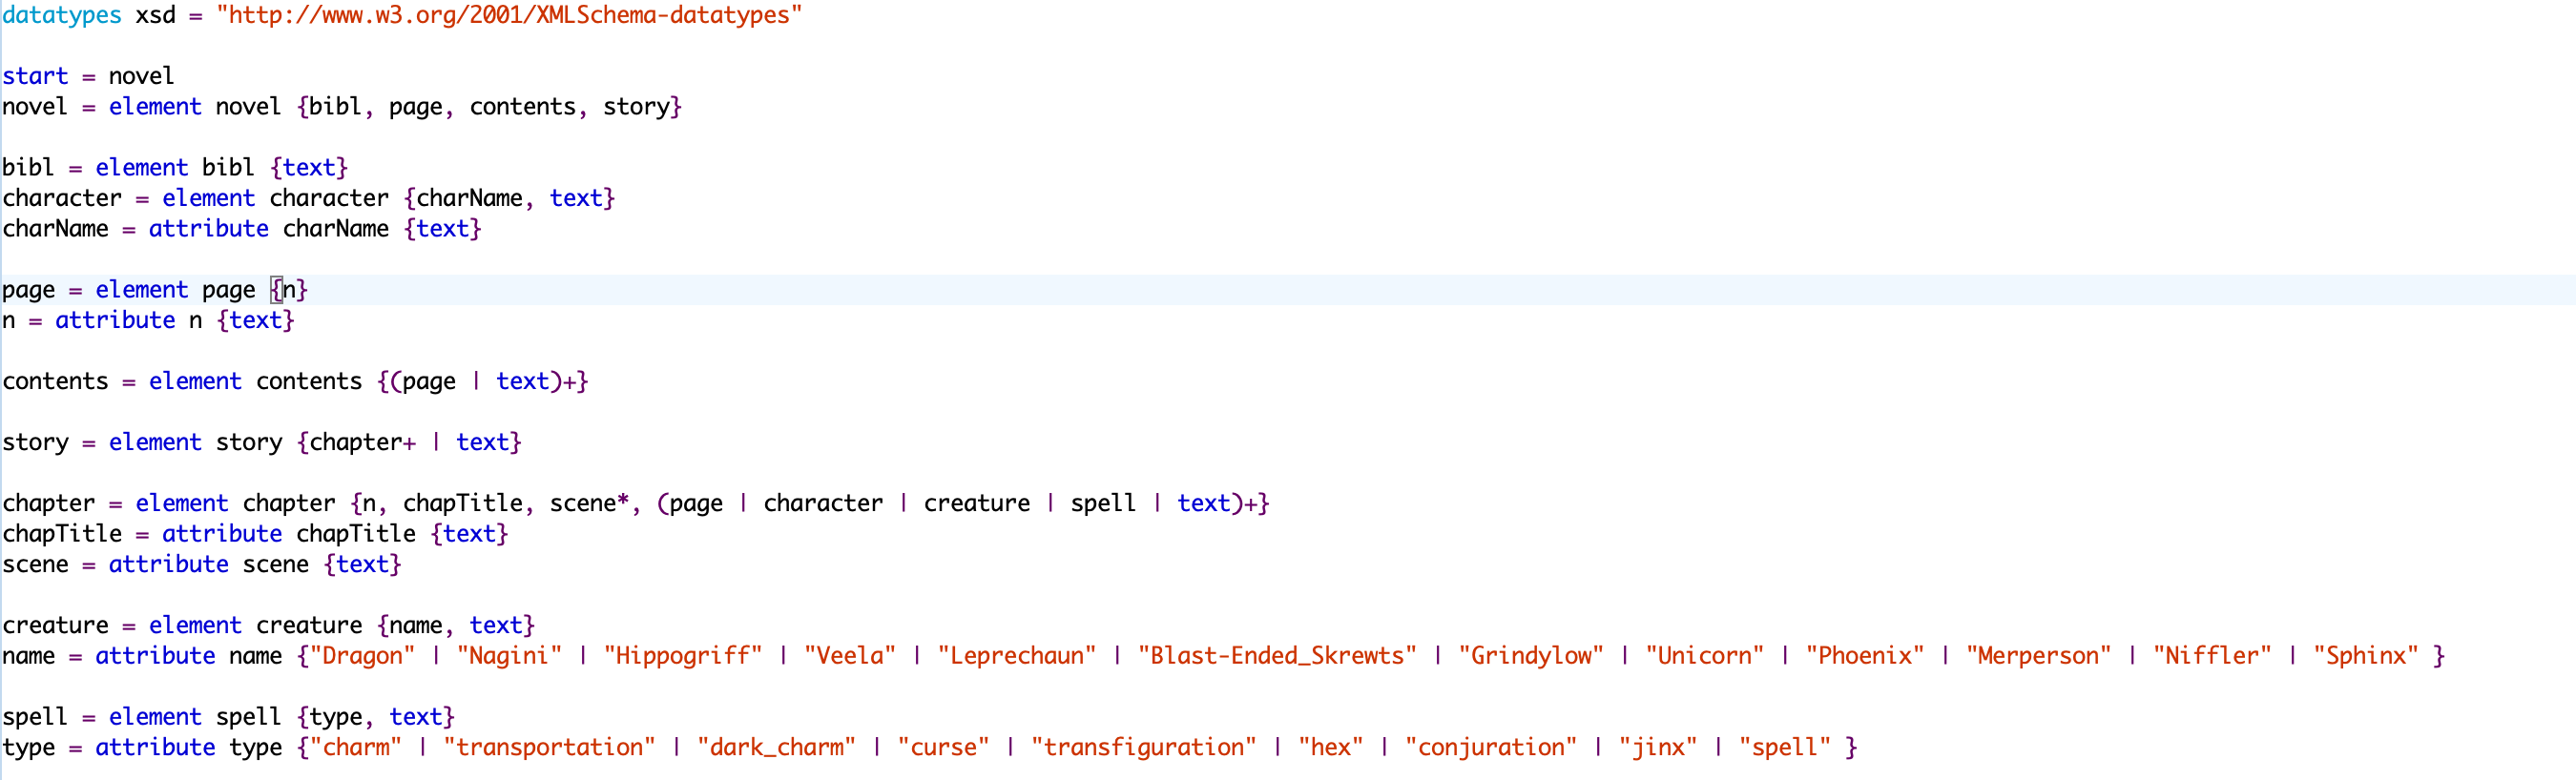 datatypes xsd = "http://www.w3.org/2001/XMLSchema-datatypes"
start = novel
novel = element novel {bibl, page, contents, story}
bibl = element bibl {text}
character = element character {charName, text}
charName = attribute charName {text}
page = element page {n}
n = attribute n {text}
contents = element contents {(page | text)+}
story = element story {chapter+ | text}
chapter = element chapter {n, chapTitle, scene*, (page | character | creature | spell | text)+}
chapTitle = attribute chapTitle {text}
scene = attribute scene {text}
creature = element creature {name, text}
name = attribute name {"Dragon" | "Nagini" | "Hippogriff" | "Veela" | "Leprechaun" | "Blast-Ended_Skrewts" | "Grindylow" | "Unicorn" | "Phoenix" | "Merperson" | "Niffler" | "Sphinx" }
spell = element spell {type, text}
type = attribute type {"charm" | "transportation" | "dark_charm" | "curse" | "transfiguration" | "hex" | "conjuration" | "jinx" | "spell" }